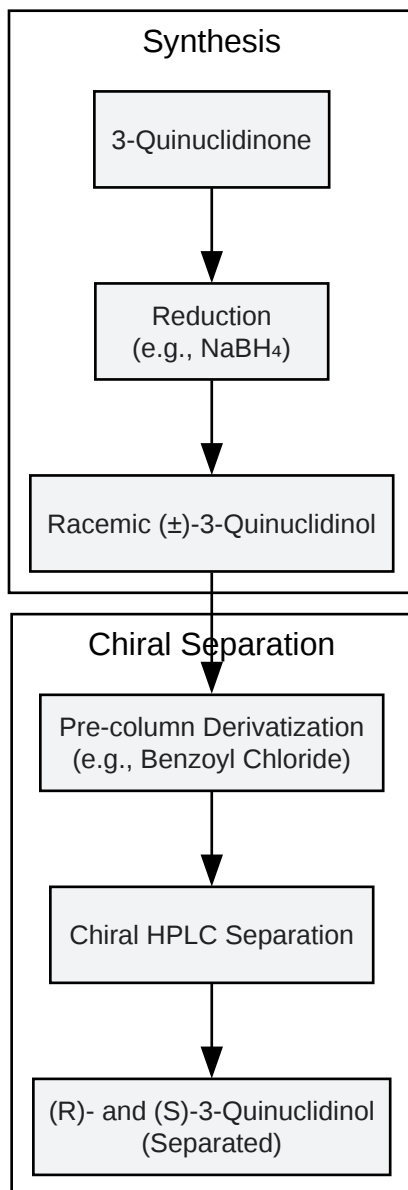 Synthesis
3-Quinuclidinone
Reduction
(e.g., NaBH₄)
Racemic (±)-3-Quinuclidinol
Chiral Separation
Pre-column Derivatization
(e.g., Benzoyl Chloride)
Chiral HPLC Separation
(R)- and (S)-3-Quinuclidinol
(Separated)